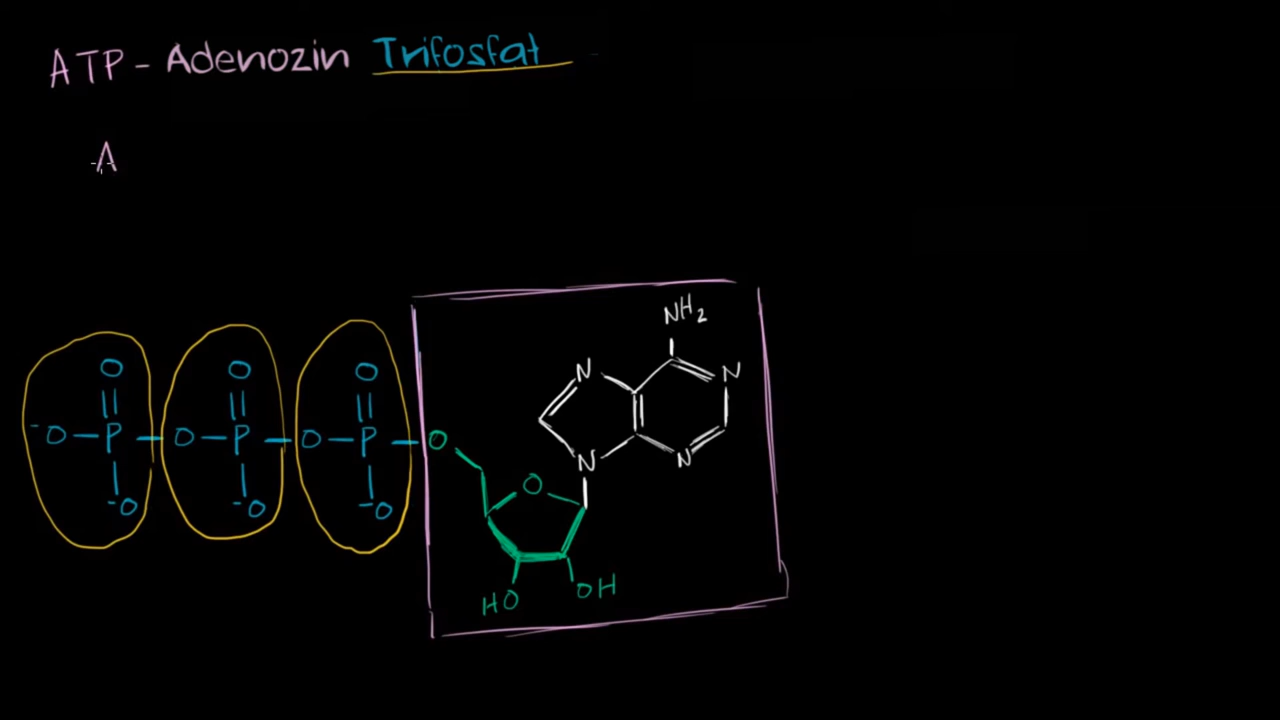 ATP - Adenozin Trifosfat
A
NH2
O O O N N
-O P O P O P O
N N
-O -O -O O
HO OH